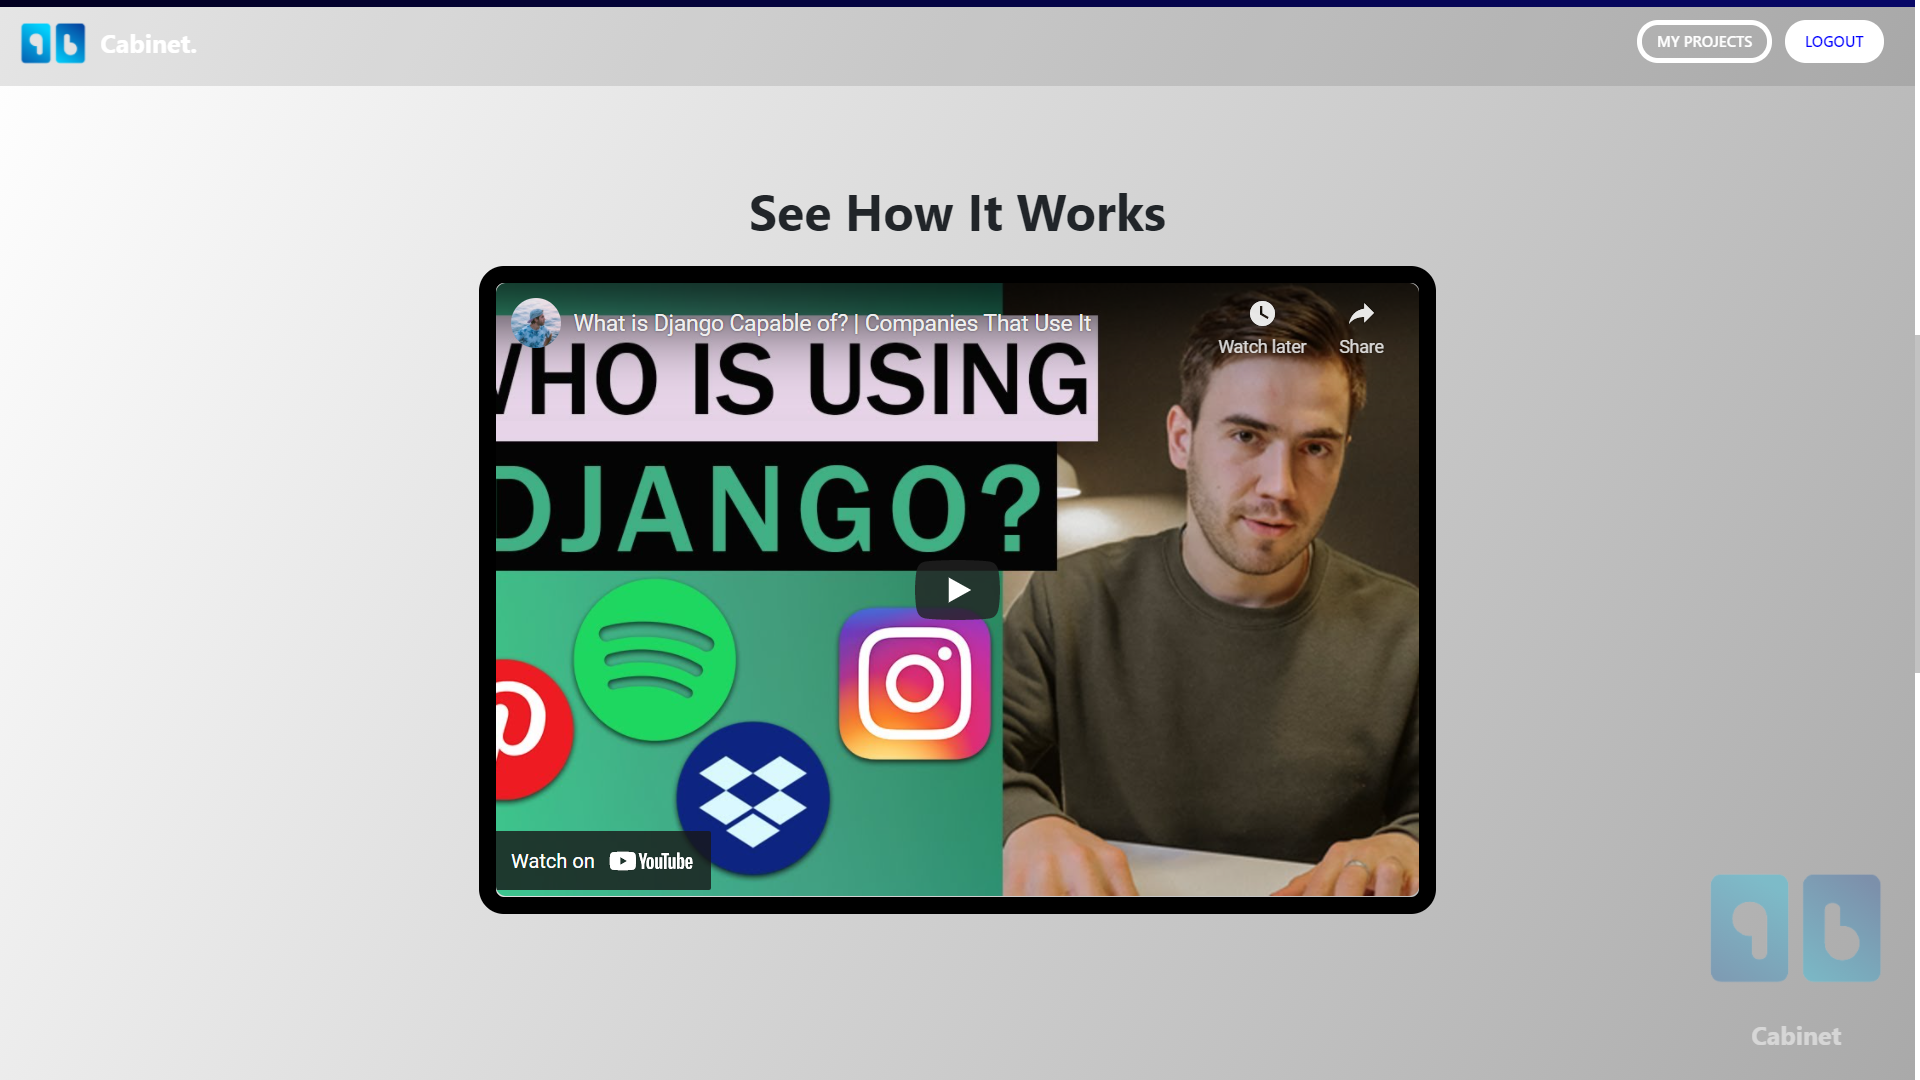 Cabinet.
MY PROJECTS
LOGOUT
See How It Works
What is Django Capable of? | Companies That Use It
Watch later
Share
WHO IS USING
DJANGO?
Watch on YouTube
Cabinet